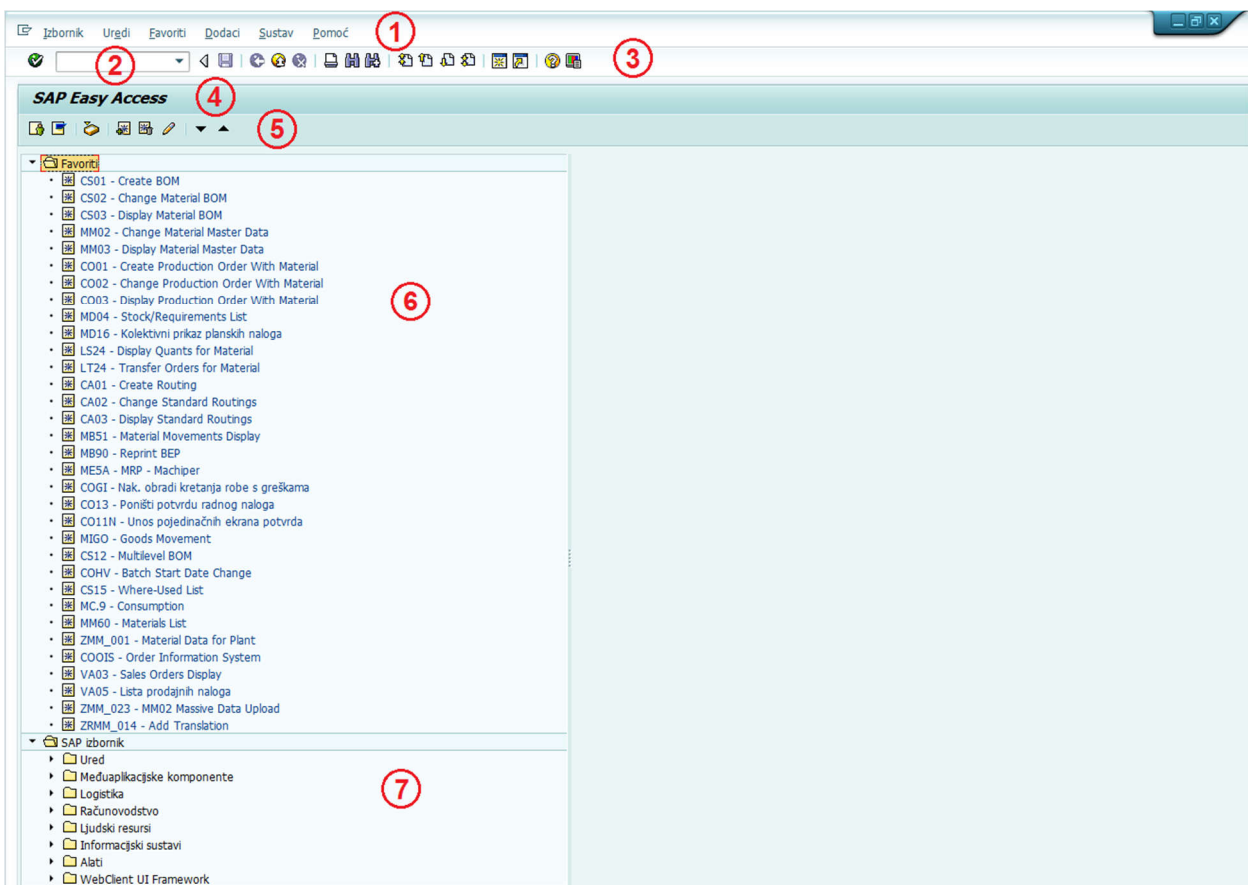 Izbornik Uredi Favoriti Dodaci Sustav Pomoć 1
2 3
SAP Easy Access 4
5
Favoriti
CS01 - Create BOM
CS02 - Change Material BOM
CS03 - Display Material BOM
MM02 - Change Material Master Data
MM03 - Display Material Master Data
CO01 - Create Production Order With Material
CO02 - Change Production Order With Material
CO03 - Display Production Order With Material
6
MD04 - Stock/Requirements List
MD16 - Kolektivni prikaz planskih naloga
LS24 - Display Quants for Material
LT24 - Transfer Orders for Material
CA01 - Create Routing
CA02 - Change Standard Routings
CA03 - Display Standard Routings
MB51 - Material Movements Display
MB90 - Reprint BEP
ME5A - MRP - Machiper
COGI - Nak. obradi kretanja robe s greškama
CO13 - Poništi potvrdu radnog naloga
CO11N - Unos pojedinačnih ekrana potvrda
MIGO - Goods Movement
CS12 - Multilevel BOM
COHV - Batch Start Date Change
CS15 - Where-Used List
MC.9 - Consumption
MM60 - Materials List
ZMM_001 - Material Data for Plant
COOIS - Order Information System
VA03 - Sales Orders Display
VA05 - Lista prodajnih naloga
ZMM_023 - MM02 Massive Data Upload
ZRMM_014 - Add Translation
SAP izbornik
Ured
Međuaplikacijske komponente
7
Logistika
Računovodstvo
Ljudski resursi
Informacijski sustavi
Alati
WebClient UI Framework